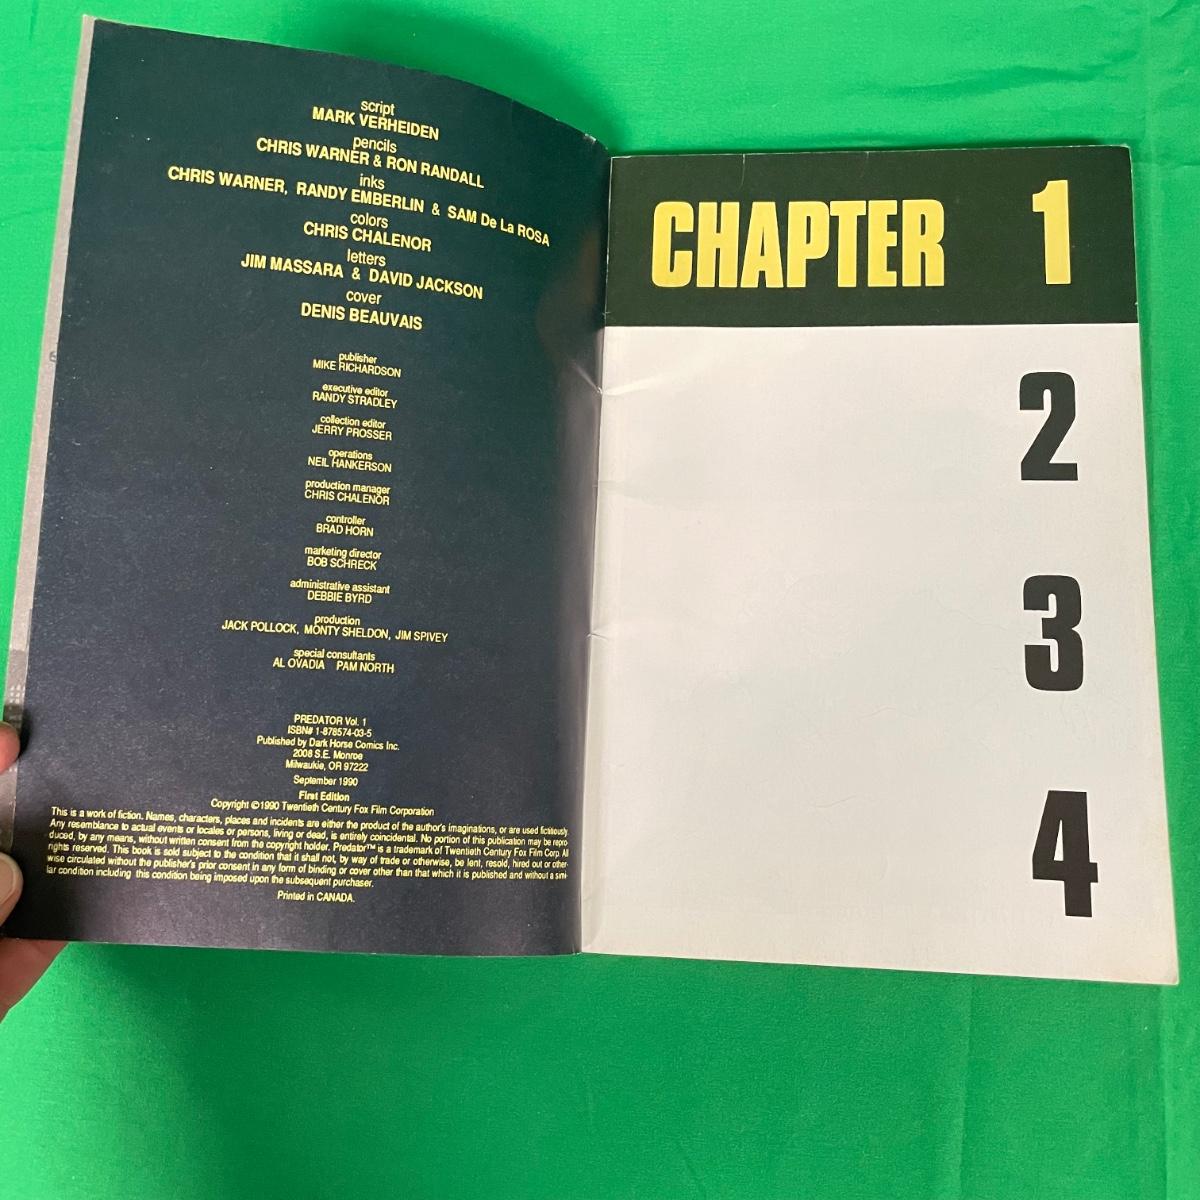 script
MARK VERHEIDEN
pencils
CHRIS WARNER & RON RANDALL
inks
CHRIS WARNER, RANDY EMBERLIN & SAM De La ROSA
colors
CHRIS CHALENOR
letters
JIM MASSARA & DAVID JACKSON
cover
DENIS BEAUVAIS
publisher
MIKE RICHARDSON
executive editor
RANDY STRADLEY
collection editor
JERRY PROSSER
operations
NEIL HANKERSON
production manager
CHRIS CHALENOR
controller
BRAD HORN
marketing director
BOB SCHRECK
administrative assistant
DEBBIE BYRD
production
JACK POLLOCK, MONTY SHELDON, JIM SPIVEY
special consultants
AL OVADIA PAM NORTH
PREDATOR Vol. 1
ISBN# 1-878574-03-5
Published by Dark Horse Comics Inc.
2008 S.E. Monroe
Milwaukie, OR 97222
September 1990
First Edition
Copyright ©1990 Twentieth Century Fox Film Corporation
This is a work of fiction. Names, characters, places and incidents are either the product of the author's imaginations, or are used fictitiously.
Any resemblance to actual events or locales or persons, living or dead, is entirely coincidental. No portion of this publication may be repro-
duced, by any means, without written consent from the copyright holder. Predator™ is a trademark of Twentieth Century Fox Film Corp. All
rights reserved. This book is sold subject to the condition that it shall not, by way of trade or otherwise, be lent, resold, hired out or other-
wise circulated without the publisher's prior consent in any form of binding or cover other than that which it is published and without a simi-
lar condition including this condition being imposed upon the subsequent purchaser.
Printed in CANADA.
CHAPTER 1
2
3
4